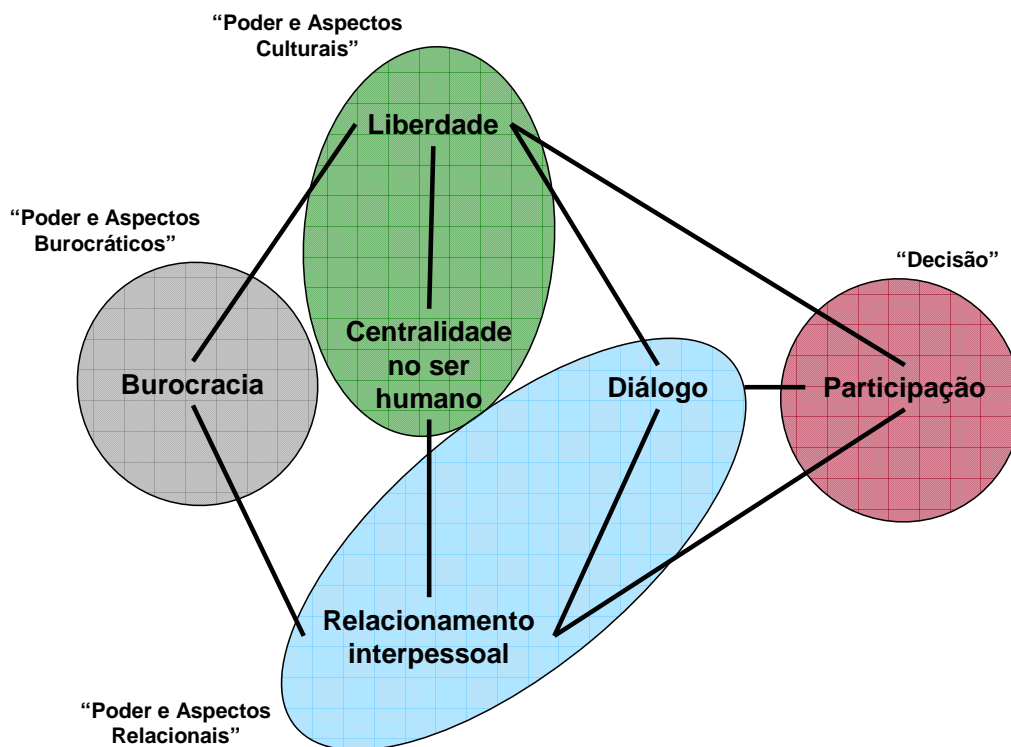 “Poder e Aspectos
Culturais”
Liberdade
“Poder e Aspectos
Burocráticos”
“Decisão”
Centralidade
no ser
humano
Burocracia
Diálogo
Participação
Relacionamento
interpessoal
“Poder e Aspectos
Relacionais”